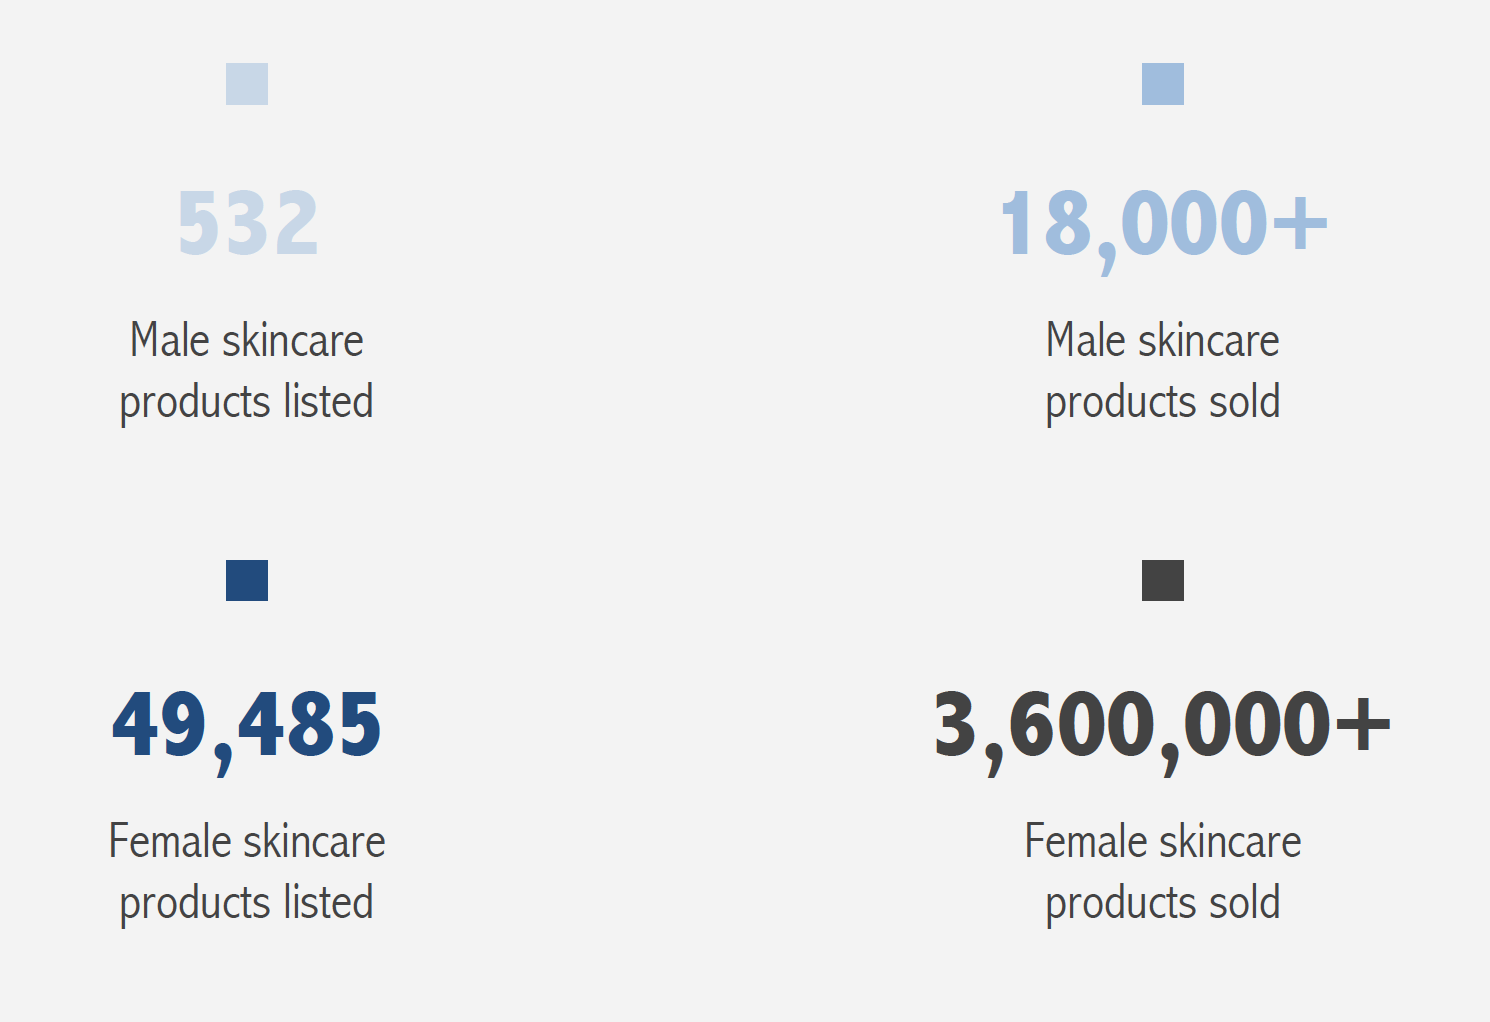 532
Male skincare
products listed
18,000+
Male skincare
products sold
49,485
Female skincare
products listed
3,600,000+
Female skincare
products sold